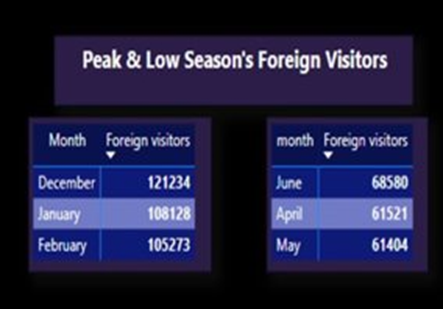 Peak & Low Season's Foreign Visitors
Month Foreign visitors
December 121234
January 108128
February 105273
month Foreign visitors
June 68580
April 61521
May 61404